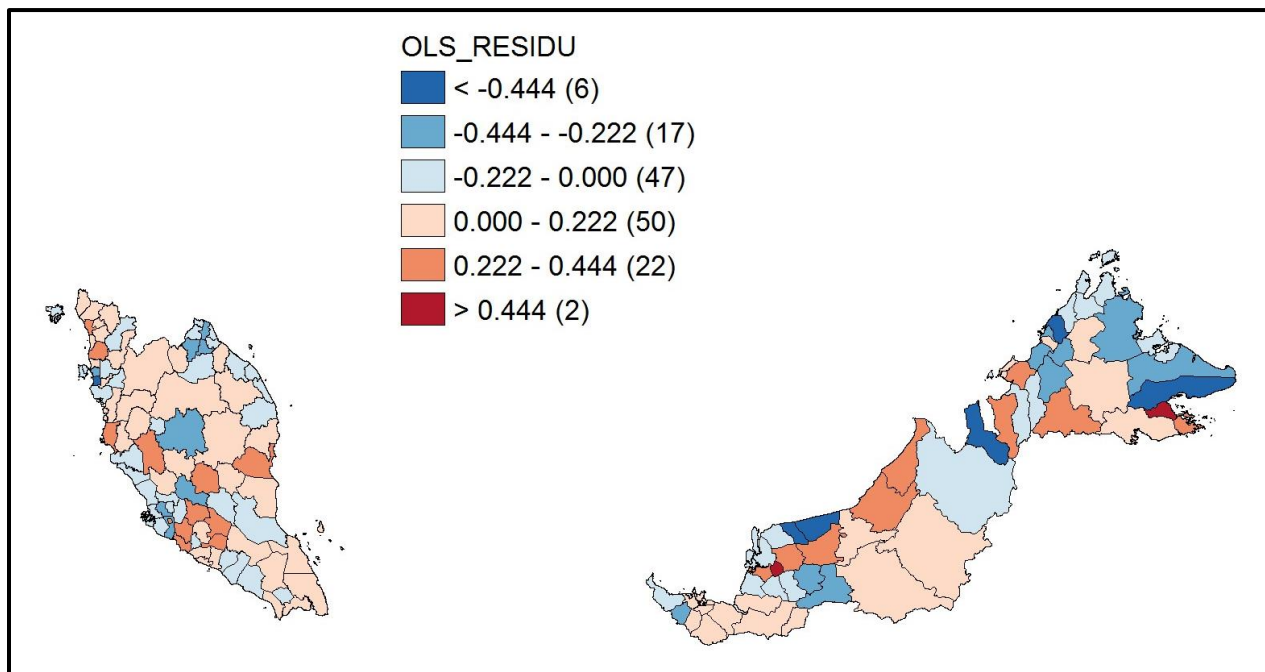 OLS_RESIDU
< -0.444 (6)
-0.444 - -0.222 (17)
-0.222 - 0.000 (47)
0.000 - 0.222 (50)
0.222 - 0.444 (22)
> 0.444 (2)